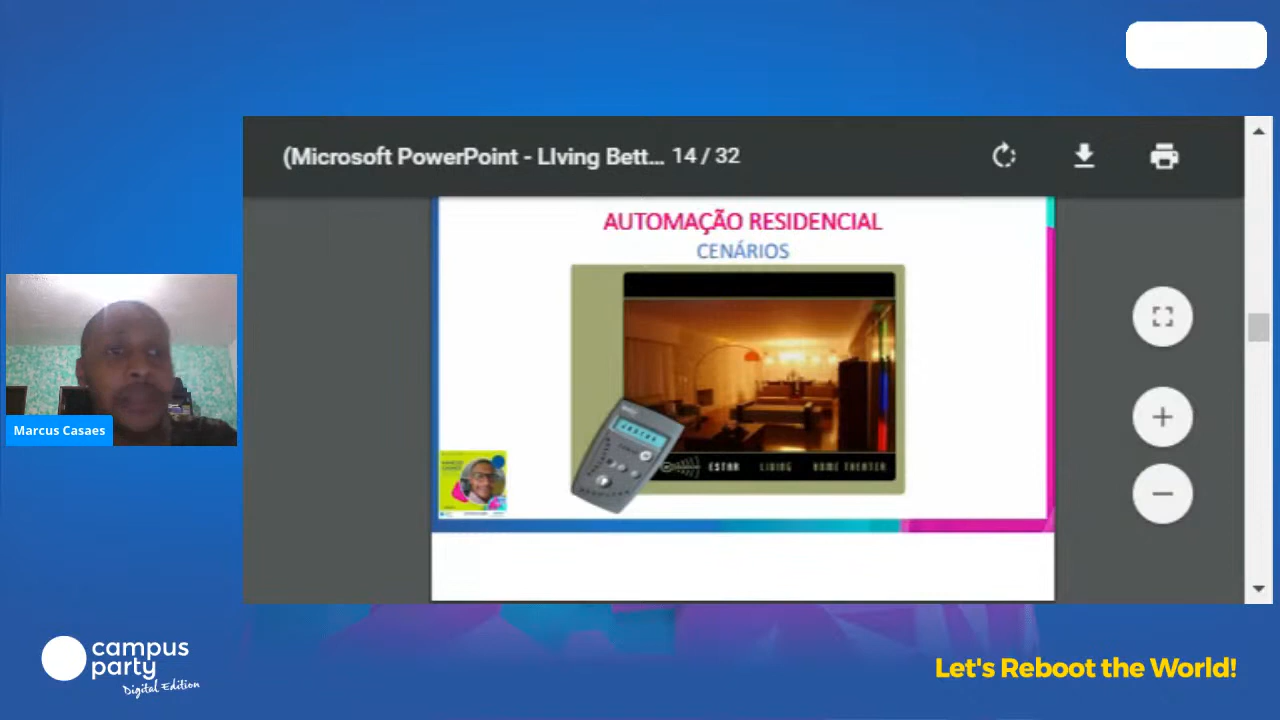 (Microsoft PowerPoint - LIving Bett... 14 / 32
AUTOMAÇÃO RESIDENCIAL
CENÁRIOS
ESTAR LIVING HOME THEATER
Marcus Casaes
campus
party
Digital Edition
Let's Reboot the World!